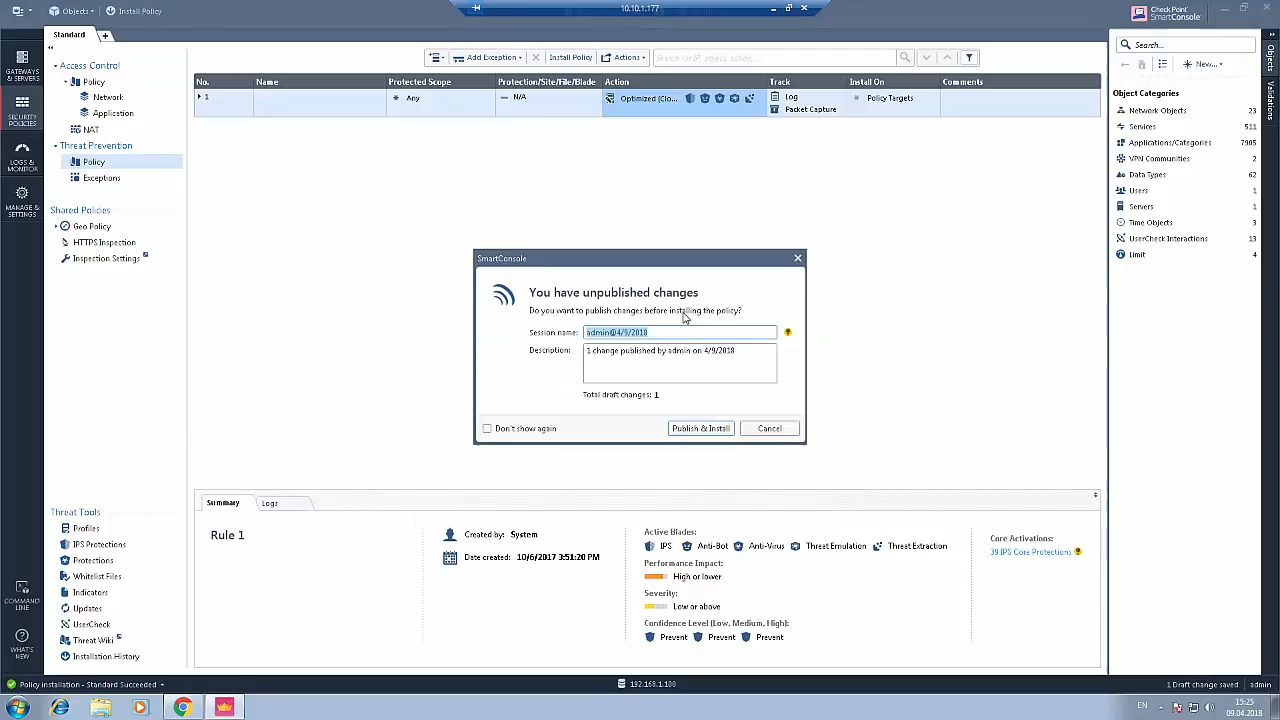 Objects
Install Policy
10.10.1.177
Check Point
SmartConsole
Standard
+
Access Control
Policy
Network
Application
NAT
Threat Prevention
Policy
Exceptions
Shared Policies
Geo Policy
HTTPS Inspection
Inspection Settings
GATEWAYS
& SERVERS
SECURITY
POLICIES
LOGS &
MONITOR
MANAGE &
SETTINGS
COMMAND
LINE
WHAT'S
NEW
Add Exception
Install Policy
Actions
Search for IP, object, action...
No. Name Protected Scope Protection/Site/File/Blade Action Track Install On Comments
1 Any N/A Optimized (Clo... Log Policy Targets
Packet Capture
SmartConsole
You have unpublished changes
Do you want to publish changes before installing the policy?
Session name: admin@4/9/2018
Description: 1 change published by admin on 4/9/2018
Total draft changes: 1
Don't show again
Publish & Install
Cancel
Threat Tools
Profiles
IPS Protections
Protections
Whitelist Files
Indicators
Updates
UserCheck
Threat Wiki
Installation History
Summary
Logs
Rule 1
Created by: System
Date created: 10/6/2017 3:51:20 PM
Active Blades:
IPS Anti-Bot Anti-Virus Threat Emulation Threat Extraction
Performance Impact:
High or lower
Severity:
Low or above
Confidence Level (Low, Medium, High):
Prevent Prevent Prevent
Core Activations:
39 IPS Core Protections
Search...
New...
Object Categories
Network Objects 23
Services 511
Applications/Categories 7905
VPN Communities 2
Data Types 62
Users 1
Servers 1
Time Objects 3
UserCheck Interactions 13
Limit 4
Objects
Validations
Policy installation - Standard Succeeded
192.168.1.100
1 Draft change saved
admin
EN
15:25
09.04.2018